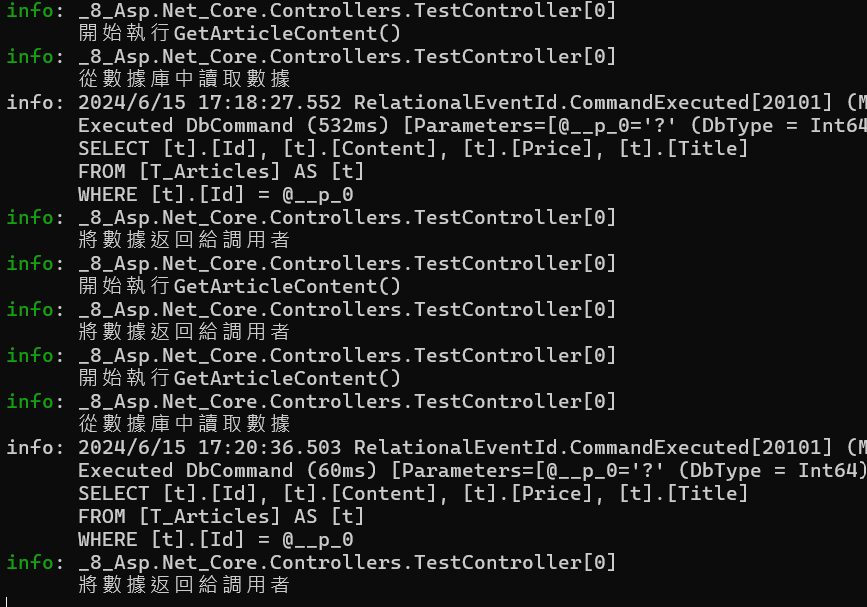 info: _8_Asp.Net_Core.Controllers.TestController[0]
開始執行GetArticleContent()
info: _8_Asp.Net_Core.Controllers.TestController[0]
從數據庫中讀取數據
info: 2024/6/15 17:18:27.552 RelationalEventId.CommandExecuted[20101] (M
Executed DbCommand (532ms) [Parameters=[@__p_0='?' (DbType = Int64
SELECT [t].[Id], [t].[Content], [t].[Price], [t].[Title]
FROM [T_Articles] AS [t]
WHERE [t].[Id] = @__p_0
info: _8_Asp.Net_Core.Controllers.TestController[0]
將數據返回給調用者
info: _8_Asp.Net_Core.Controllers.TestController[0]
開始執行GetArticleContent()
info: _8_Asp.Net_Core.Controllers.TestController[0]
將數據返回給調用者
info: _8_Asp.Net_Core.Controllers.TestController[0]
開始執行GetArticleContent()
info: _8_Asp.Net_Core.Controllers.TestController[0]
從數據庫中讀取數據
info: 2024/6/15 17:20:36.503 RelationalEventId.CommandExecuted[20101] (M
Executed DbCommand (60ms) [Parameters=[@__p_0='?' (DbType = Int64)
SELECT [t].[Id], [t].[Content], [t].[Price], [t].[Title]
FROM [T_Articles] AS [t]
WHERE [t].[Id] = @__p_0
info: _8_Asp.Net_Core.Controllers.TestController[0]
將數據返回給調用者